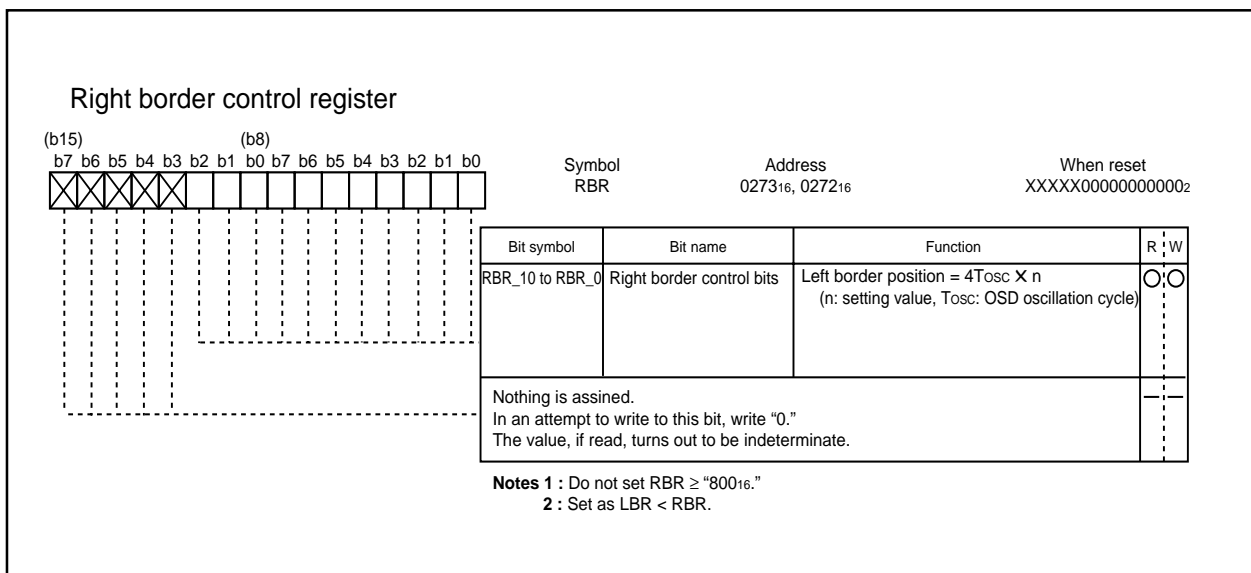 Right border control register
(b15) (b8)
b7 b6 b5 b4 b3 b2 b1 b0 b7 b6 b5 b4 b3 b2 b1 b0
Symbol Address When reset
RBR 027316, 027216 XXXXX000000000002
Bit symbol Bit name Function R W
RBR_10 to RBR_0 Right border control bits Left border position = 4Tosc X n
(n: setting value, Tosc: OSD oscillation cycle)
Nothing is assined.
In an attempt to write to this bit, write “0.”
The value, if read, turns out to be indeterminate.
Notes 1 : Do not set RBR ≥ “80016.”
2 : Set as LBR < RBR.